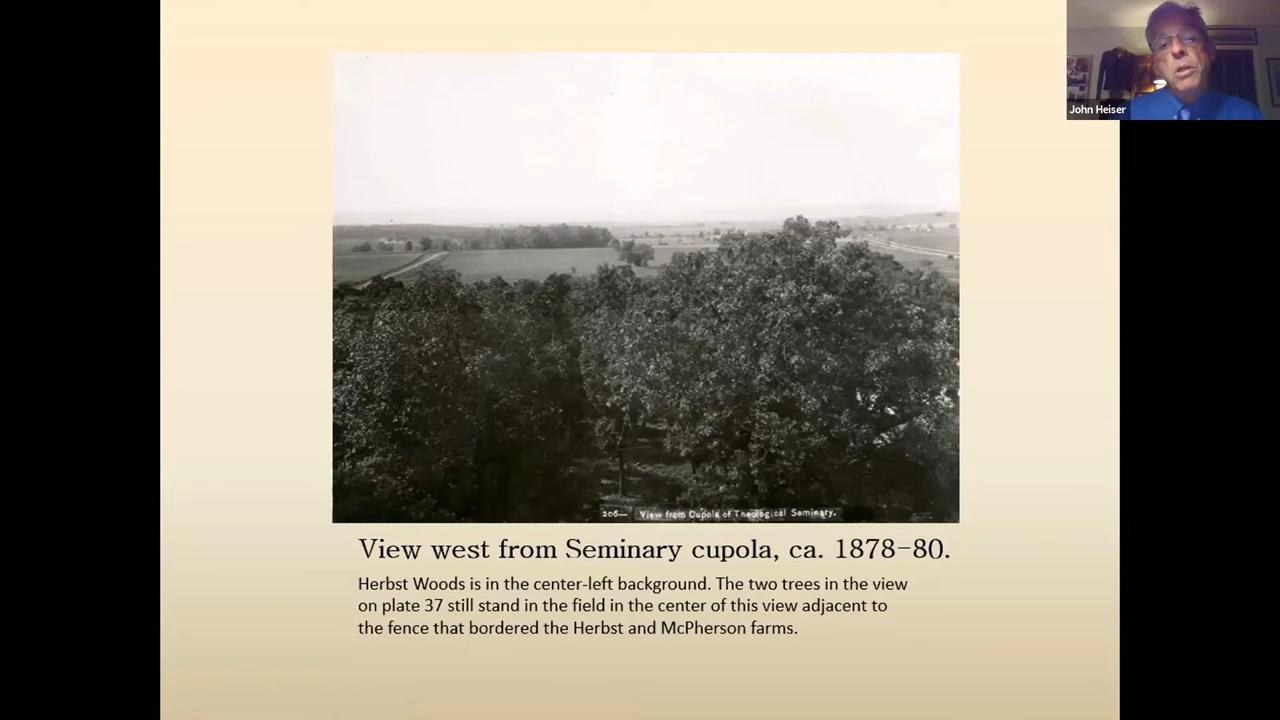 John Heiser
206— View from Cupola of Theological Seminary.
View west from Seminary cupola, ca. 1878-80.
Herbst Woods is in the center-left background. The two trees in the view
on plate 37 still stand in the field in the center of this view adjacent to
the fence that bordered the Herbst and McPherson farms.